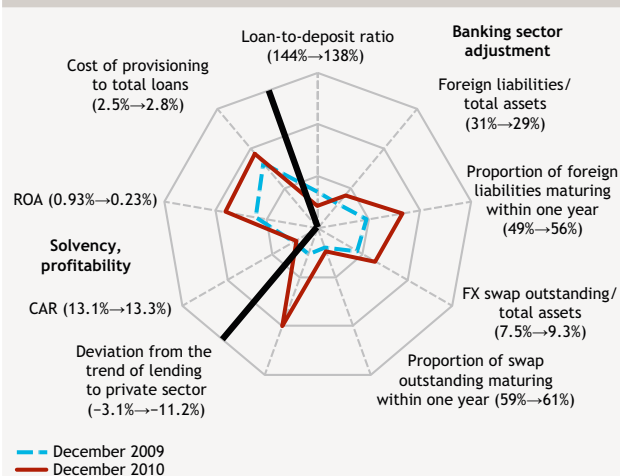 Loan-to-deposit ratio
(144%→138%)
Banking sector
adjustment
Foreign liabilities/
total assets
(31%→29%)
Proportion of foreign
liabilities maturing
within one year
(49%→56%)
FX swap outstanding/
total assets
(7.5%→9.3%)
Proportion of swap
outstanding maturing
within one year (59%→61%)
Deviation from the
trend of lending
to private sector
(−3.1%→−11.2%)
CAR (13.1%→13.3%)
Solvency,
profitability
ROA (0.93%→0.23%)
Cost of provisioning
to total loans
(2.5%→2.8%)
December 2009
December 2010